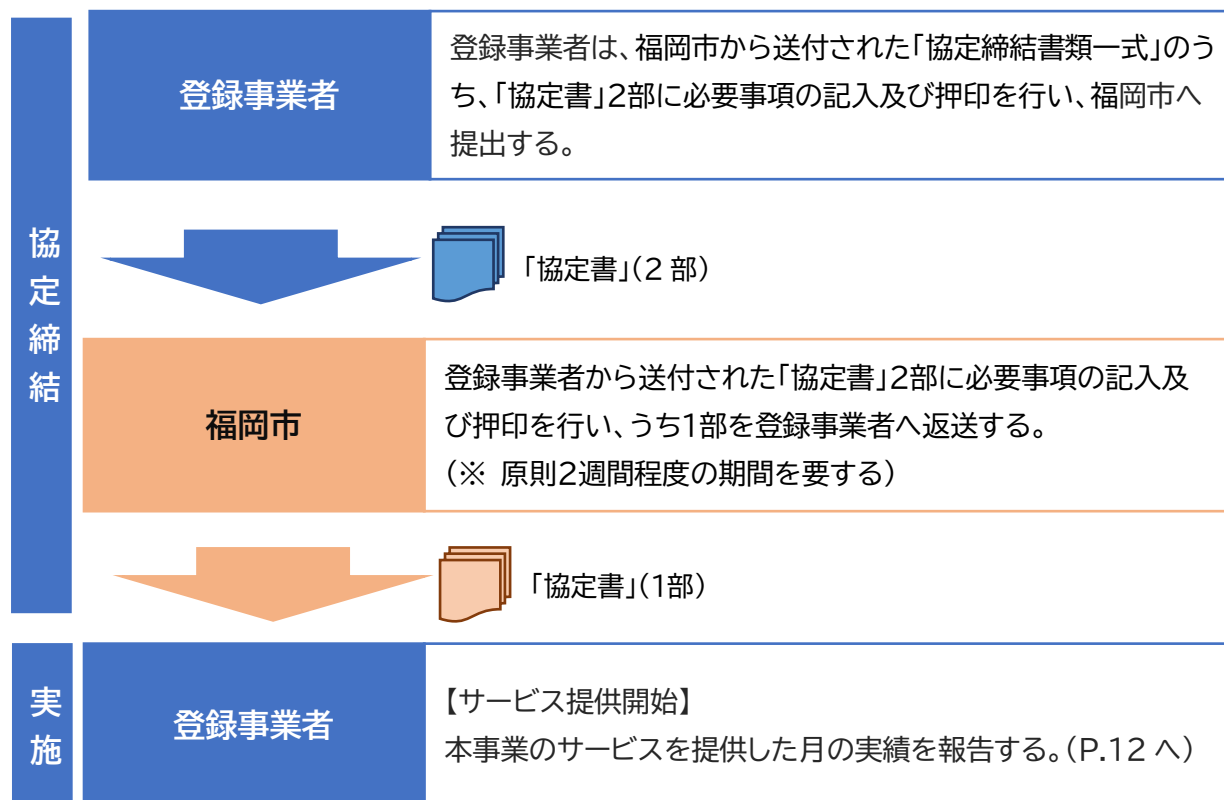 協定締結
登録事業者
登録事業者は、福岡市から送付された「協定締結書類一式」のう
ち、「協定書」2部に必要事項の記入及び押印を行い、福岡市へ
提出する。
「協定書」(2 部)
福岡市
登録事業者から送付された「協定書」2部に必要事項の記入及
び押印を行い、うち1部を登録事業者へ返送する。
(※ 原則2週間程度の期間を要する)
「協定書」(1部)
実施
登録事業者
【サービス提供開始】
本事業のサービスを提供した月の実績を報告する。(P.12 へ)